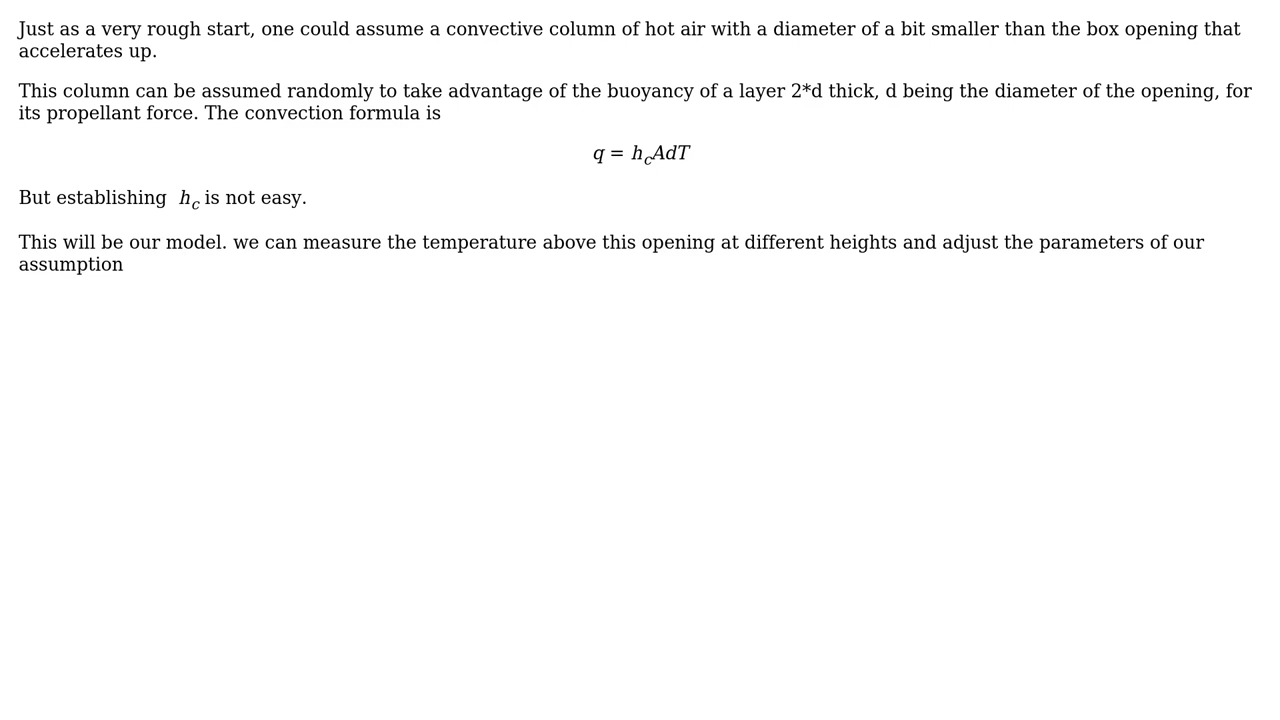 Just as a very rough start, one could assume a convective column of hot air with a diameter of a bit smaller than the box opening that
accelerates up.
This column can be assumed randomly to take advantage of the buoyancy of a layer 2*d thick, d being the diameter of the opening, for
its propellant force. The convection formula is
q = h_cAdT
But establishing h_c is not easy.
This will be our model. we can measure the temperature above this opening at different heights and adjust the parameters of our
assumption